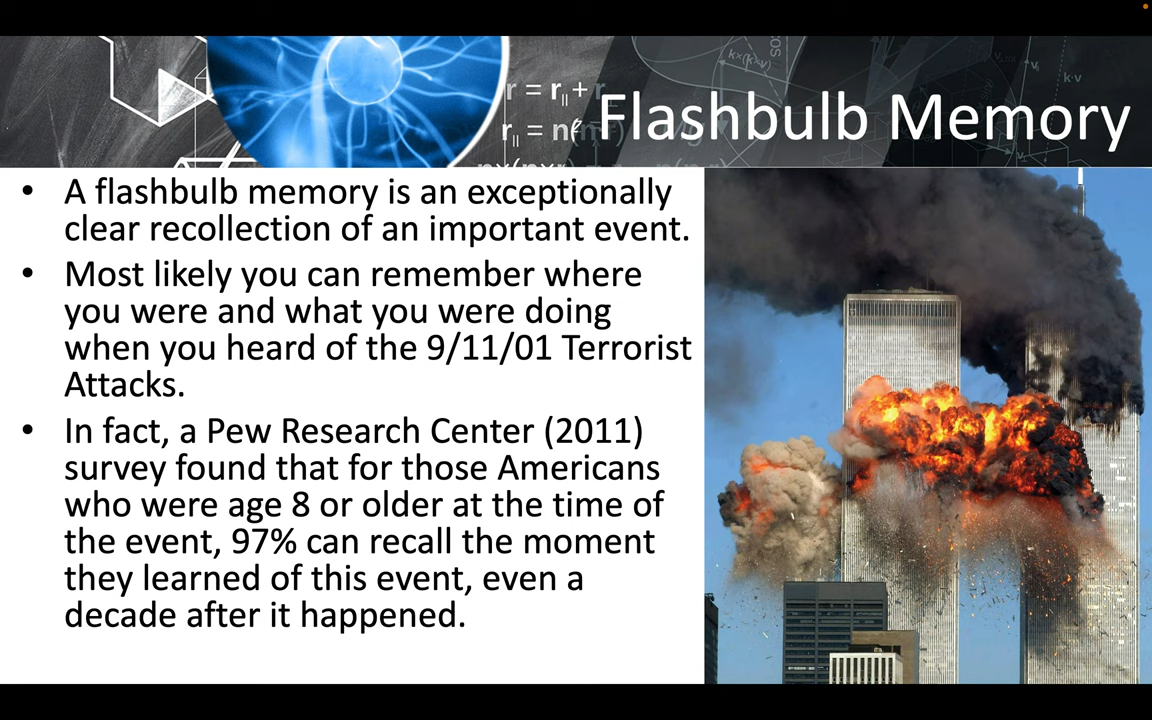 Flashbulb Memory
• A flashbulb memory is an exceptionally
clear recollection of an important event.
• Most likely you can remember where
you were and what you were doing
when you heard of the 9/11/01 Terrorist
Attacks.
• In fact, a Pew Research Center (2011)
survey found that for those Americans
who were age 8 or older at the time of
the event, 97% can recall the moment
they learned of this event, even a
decade after it happened.